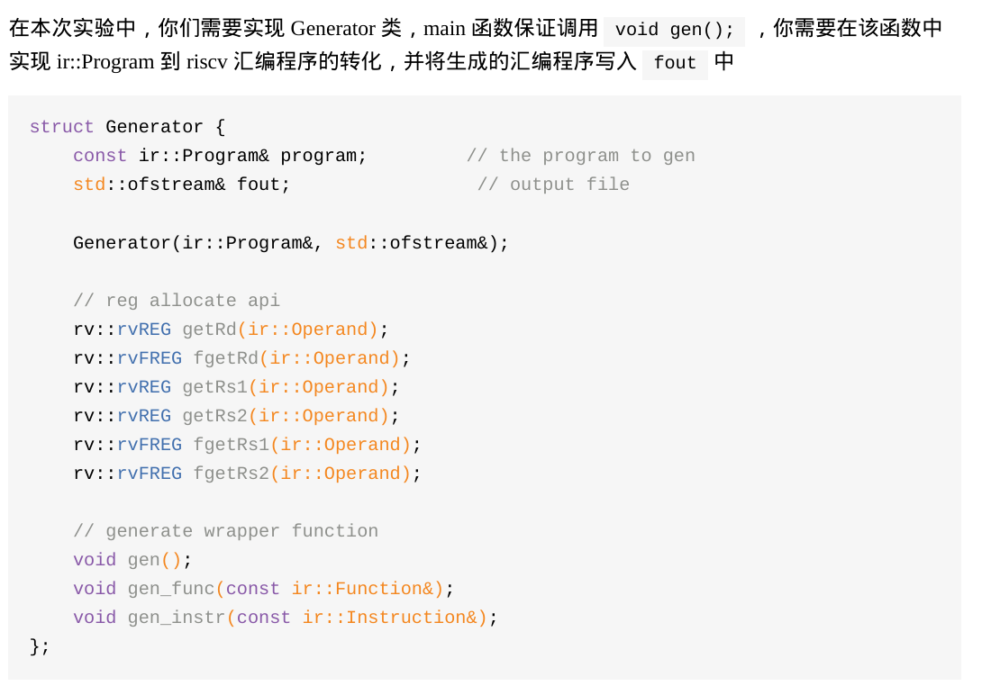 在本次实验中，你们需要实现 Generator 类，main 函数保证调用 void gen(); ，你需要在该函数中
实现 ir::Program 到 riscv 汇编程序的转化，并将生成的汇编程序写入 fout 中
struct Generator {
    const ir::Program& program;         // the program to gen
    std::ofstream& fout;                 // output file

    Generator(ir::Program&, std::ofstream&);

    // reg allocate api
    rv::rvREG getRd(ir::Operand);
    rv::rvFREG fgetRd(ir::Operand);
    rv::rvREG getRs1(ir::Operand);
    rv::rvREG getRs2(ir::Operand);
    rv::rvFREG fgetRs1(ir::Operand);
    rv::rvFREG fgetRs2(ir::Operand);

    // generate wrapper function
    void gen();
    void gen_func(const ir::Function&);
    void gen_instr(const ir::Instruction&);
};